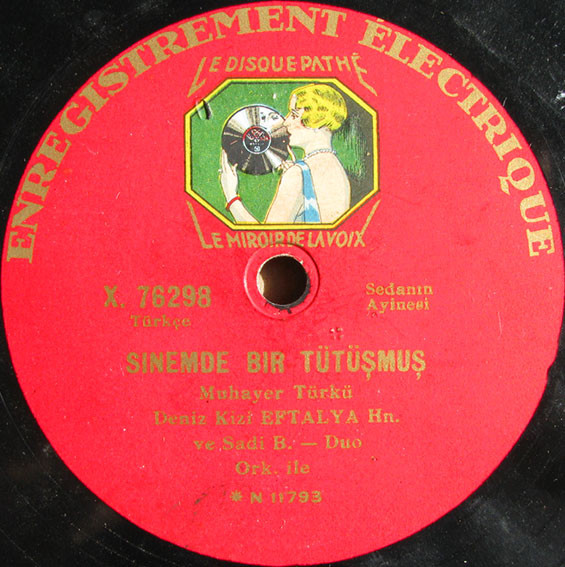 ENREGISTREMENT ÉLECTRIQUE
LE DISQUE PATHÉ
LE MIROIR DE LA VOIX
X. 76298
Türkçe
Sedanın
Ayinesi
SINEMDE BIR TÜTÜŞMUŞ
Muhayer Türkü
Deniz Kizi EFTALYA Hn.
ve Sadi B. — Duo
Ork. ile
* N 11793